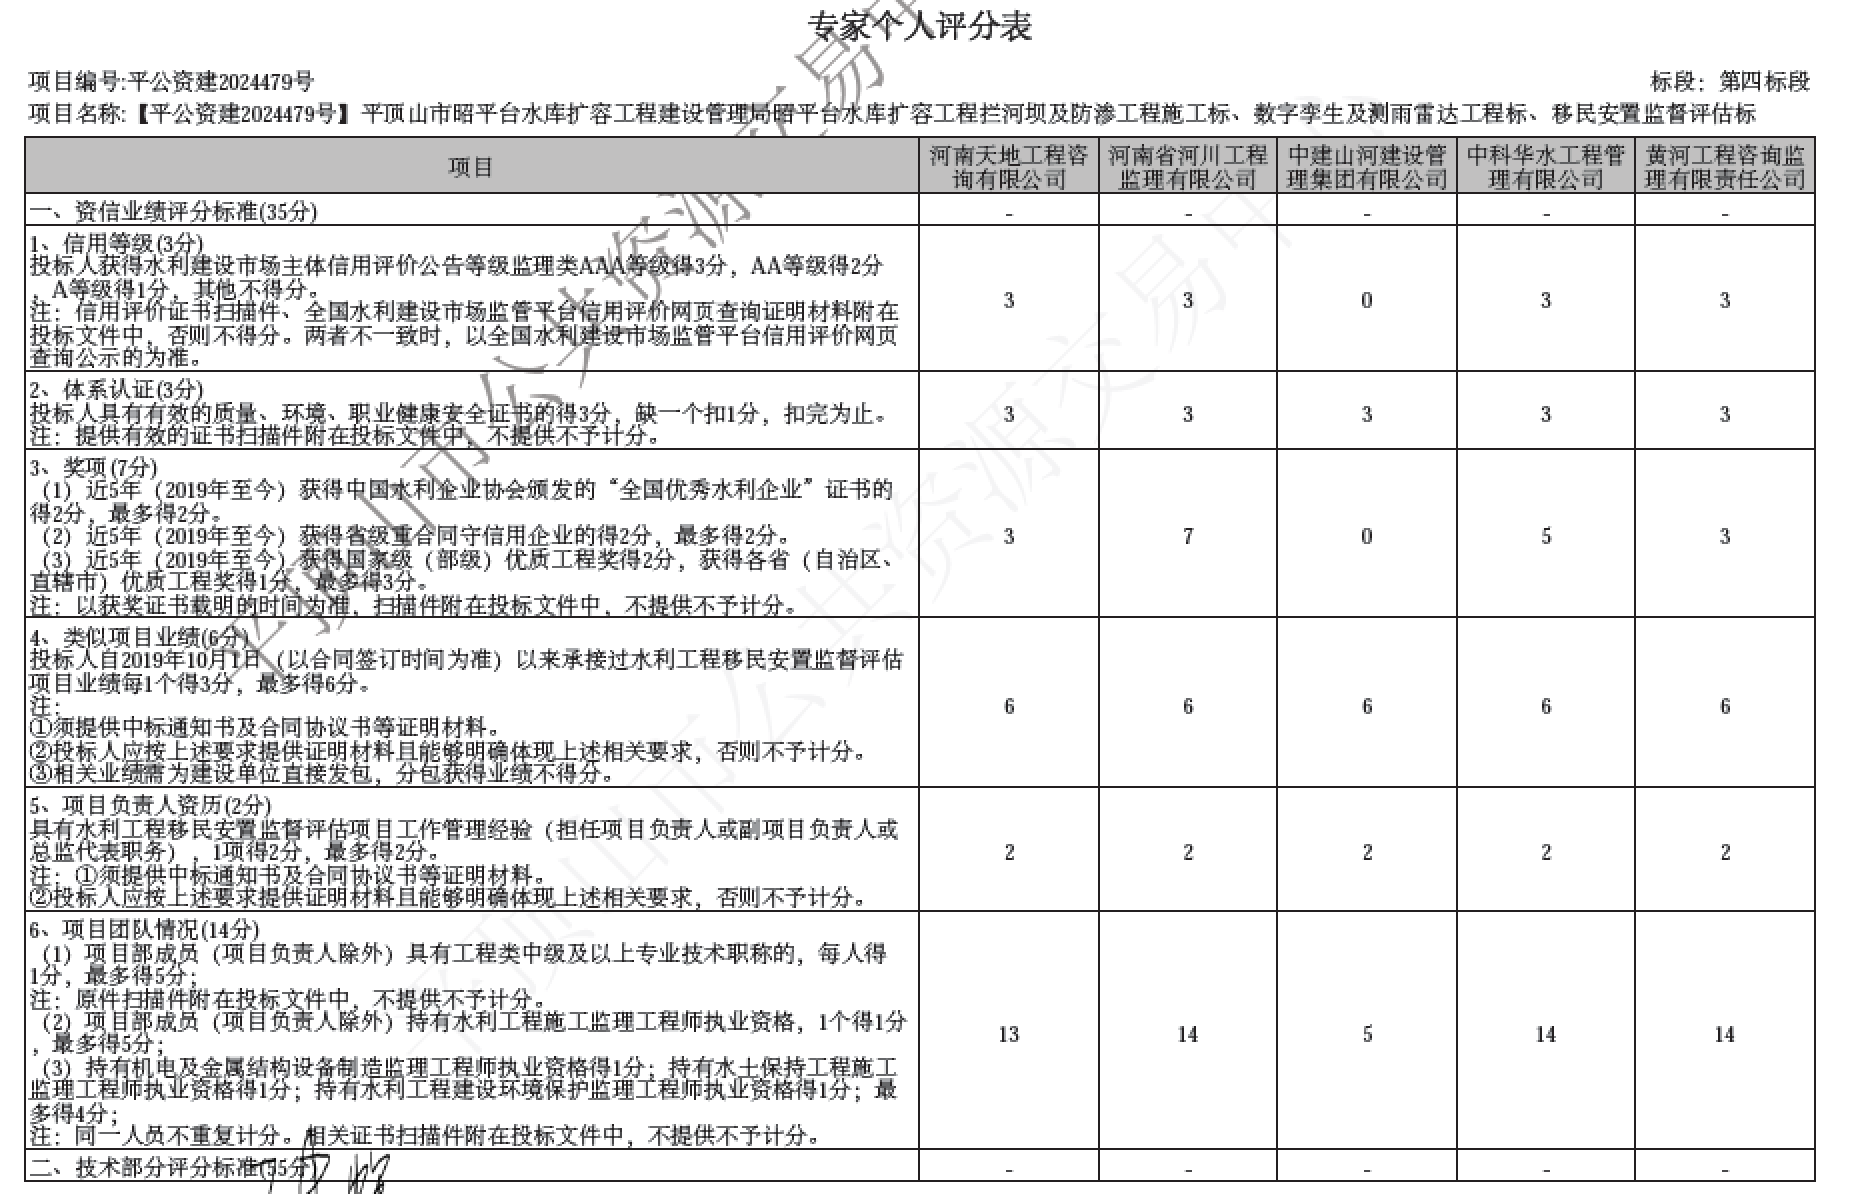 专家个人评分表
项目编号:平公资建2024479号
标段：第四标段
项目名称:【平公资建2024479号】平顶山市昭平台水库扩容工程建设管理局昭平台水库扩容工程拦河坝及防渗工程施工标、数字孪生及测雨雷达工程标、移民安置监督评估标
项目
河南天地工程咨
询有限公司
河南省河川工程
监理有限公司
中建山河建设管
理集团有限公司
中科华水工程管
理有限公司
黄河工程咨询监
理有限责任公司
一、资信业绩评分标准(35分)
- - - - -
1、信用等级(3分)
投标人获得水利建设市场主体信用评价公告等级监理类AAA等级得3分，AA等级得2分
，A等级得1分，其他不得分。
注：信用评价证书扫描件、全国水利建设市场监管平台信用评价网页查询证明材料附在
投标文件中，否则不得分。两者不一致时，以全国水利建设市场监管平台信用评价网页
查询公示的为准。
3 3 0 3 3
2、体系认证(3分)
投标人具有有效的质量、环境、职业健康安全证书的得3分，缺一个扣1分，扣完为止。
注：提供有效的证书扫描件附在投标文件中，不提供不予计分。
3 3 3 3 3
3、奖项(7分)
（1）近5年（2019年至今）获得中国水利企业协会颁发的“全国优秀水利企业”证书的
得2分，最多得2分。
（2）近5年（2019年至今）获得省级重合同守信用企业的得2分，最多得2分。
（3）近5年（2019年至今）获得国家级（部级）优质工程奖得2分，获得各省（自治区、
直辖市）优质工程奖得1分，最多得3分。
注：以获奖证书载明的时间为准，扫描件附在投标文件中，不提供不予计分。
3 7 0 5 3
4、类似项目业绩(6分)
投标人自2019年10月1日（以合同签订时间为准）以来承接过水利工程移民安置监督评估
项目业绩每1个得3分，最多得6分。
注：
①须提供中标通知书及合同协议书等证明材料。
②投标人应按上述要求提供证明材料且能够明确体现上述相关要求，否则不予计分。
③相关业绩需为建设单位直接发包，分包获得业绩不得分。
6 6 6 6 6
5、项目负责人资历(2分)
具有水利工程移民安置监督评估项目工作管理经验（担任项目负责人或副项目负责人或
总监代表职务），1项得2分，最多得2分。
注：①须提供中标通知书及合同协议书等证明材料。
②投标人应按上述要求提供证明材料且能够明确体现上述相关要求，否则不予计分。
2 2 2 2 2
6、项目团队情况(14分)
（1）项目部成员（项目负责人除外）具有工程类中级及以上专业技术职称的，每人得
1分，最多得5分；
注：原件扫描件附在投标文件中，不提供不予计分。
（2）项目部成员（项目负责人除外）持有水利工程施工监理工程师执业资格，1个得1分
，最多得5分；
（3）持有机电及金属结构设备制造监理工程师执业资格得1分；持有水土保持工程施工
监理工程师执业资格得1分；持有水利工程建设环境保护监理工程师执业资格得1分；最
多得4分；
注：同一人员不重复计分。相关证书扫描件附在投标文件中，不提供不予计分。
13 14 5 14 14
二、技术部分评分标准(55分)
- - - - -
平顶山市公共资源交易中
平顶山市公共资源交易中心